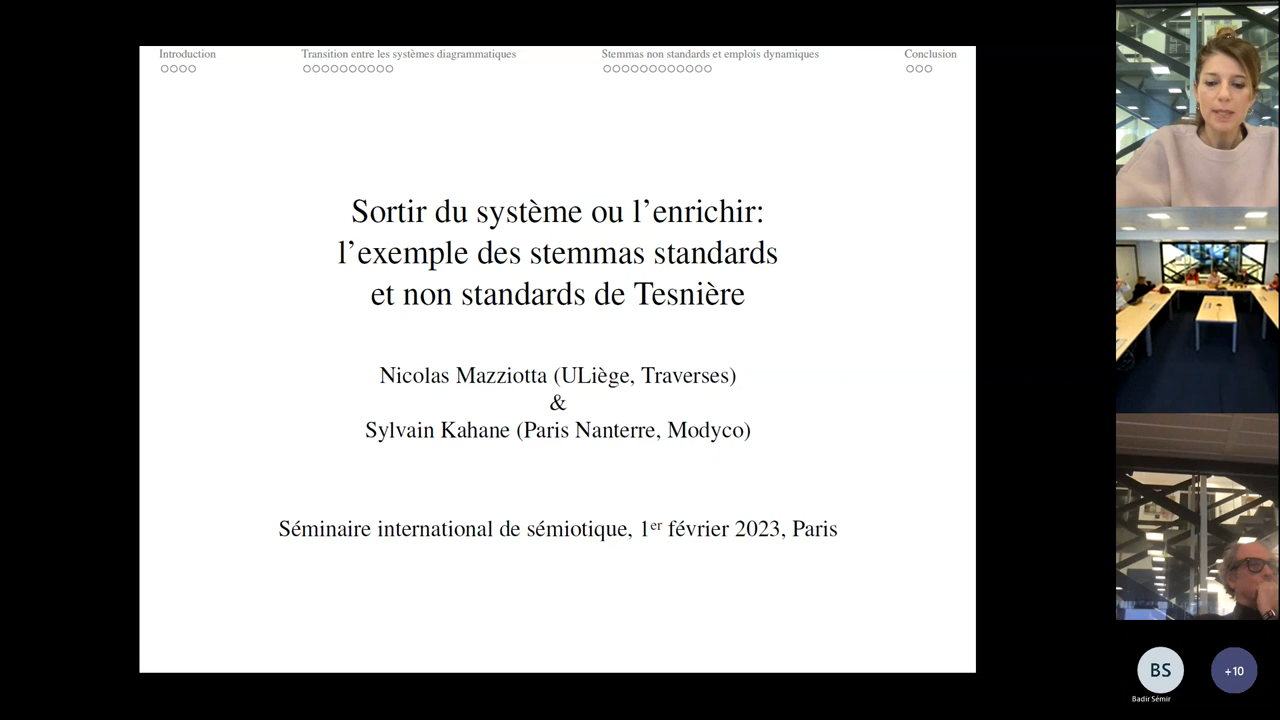 Introduction
Transition entre les systèmes diagrammatiques
Stemmas non standards et emplois dynamiques
Conclusion
Sortir du système ou l'enrichir:
l'exemple des stemmas standards
et non standards de Tesnière
Nicolas Mazziotta (ULiège, Traverses)
&
Sylvain Kahane (Paris Nanterre, Modyco)
Séminaire international de sémiotique, 1er février 2023, Paris
BS
+10
Badir Sémir